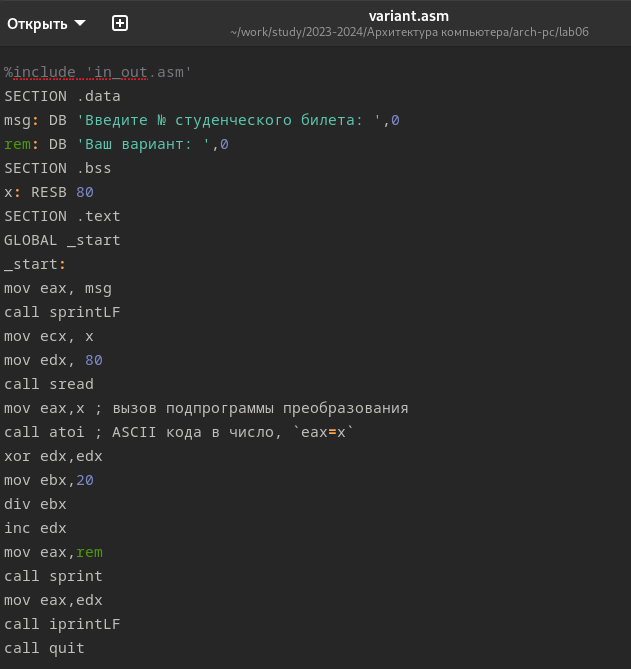 Открыть
variant.asm
~/work/study/2023-2024/Архитектура компьютера/arch-pc/lab06
%include 'in_out.asm'
SECTION .data
msg: DB 'Введите № студенческого билета: ',0
rem: DB 'Ваш вариант: ',0
SECTION .bss
x: RESB 80
SECTION .text
GLOBAL _start
_start:
mov eax, msg
call sprintLF
mov ecx, x
mov edx, 80
call sread
mov eax,x ; вызов подпрограммы преобразования
call atoi ; ASCII кода в число, `eax=x`
xor edx,edx
mov ebx,20
div ebx
inc edx
mov eax,rem
call sprint
mov eax,edx
call iprintLF
call quit